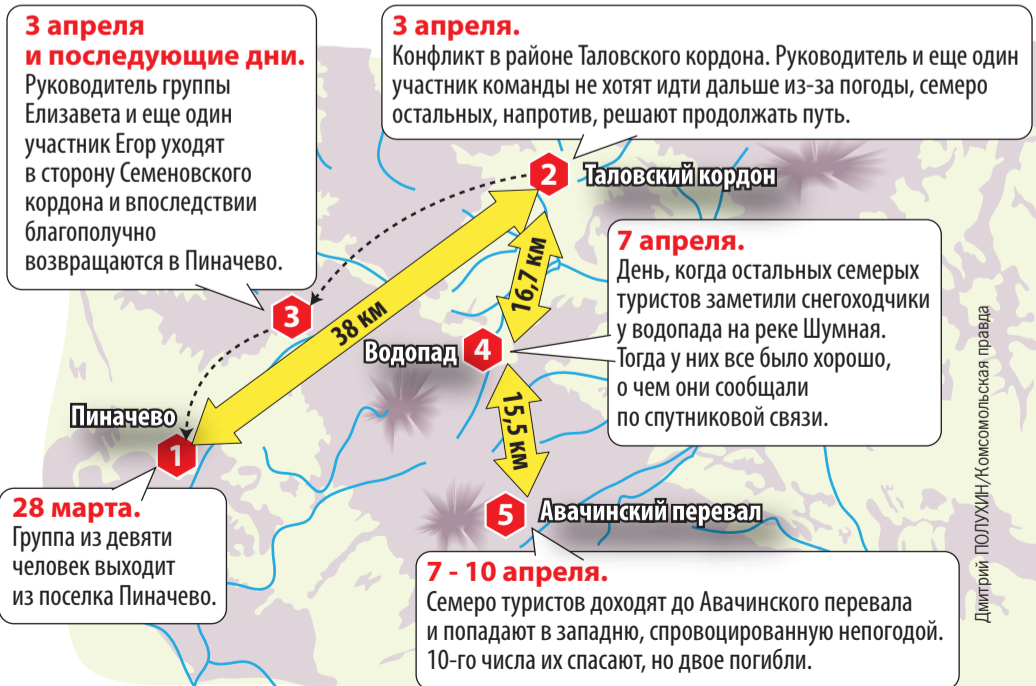 3 апреля
и последующие дни.
Руководитель группы
Елизавета и еще один
участник Егор уходят
в сторону Семеновского
кордона и впоследствии
благополучно
возвращаются в Пиначево.
3 апреля.
Конфликт в районе Таловского кордона. Руководитель и еще один
участник команды не хотят идти дальше из-за погоды, семеро
остальных, напротив, решают продолжать путь.
2
Таловский кордон
7 апреля.
День, когда остальных семерых
туристов заметили снегоходчики
у водопада на реке Шумная.
Тогда у них все было хорошо,
о чем они сообщали
по спутниковой связи.
16,7 км
3
38 км
Водопад
4
15,5 км
Пиначево
1
28 марта.
Группа из девяти
человек выходит
из поселка Пиначево.
5
Авачинский перевал
7 - 10 апреля.
Семеро туристов доходят до Авачинского перевала
и попадают в западню, спровоцированную непогодой.
10-го числа их спасают, но двое погибли.
Дмитрий ПОЛУХИН/Комсомольская правда